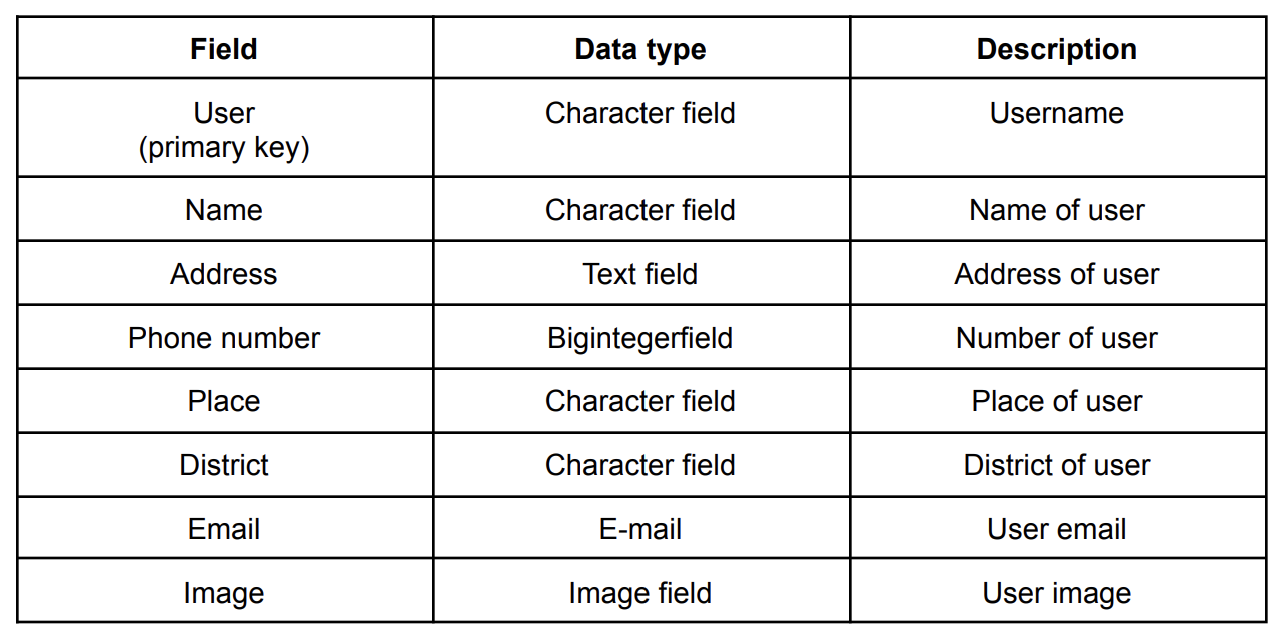 Field Data type Description
User Character field Username
(primary key)
Name Character field Name of user
Address Text field Address of user
Phone number Bigintegerfield Number of user
Place Character field Place of user
District Character field District of user
Email E-mail User email
Image Image field User image